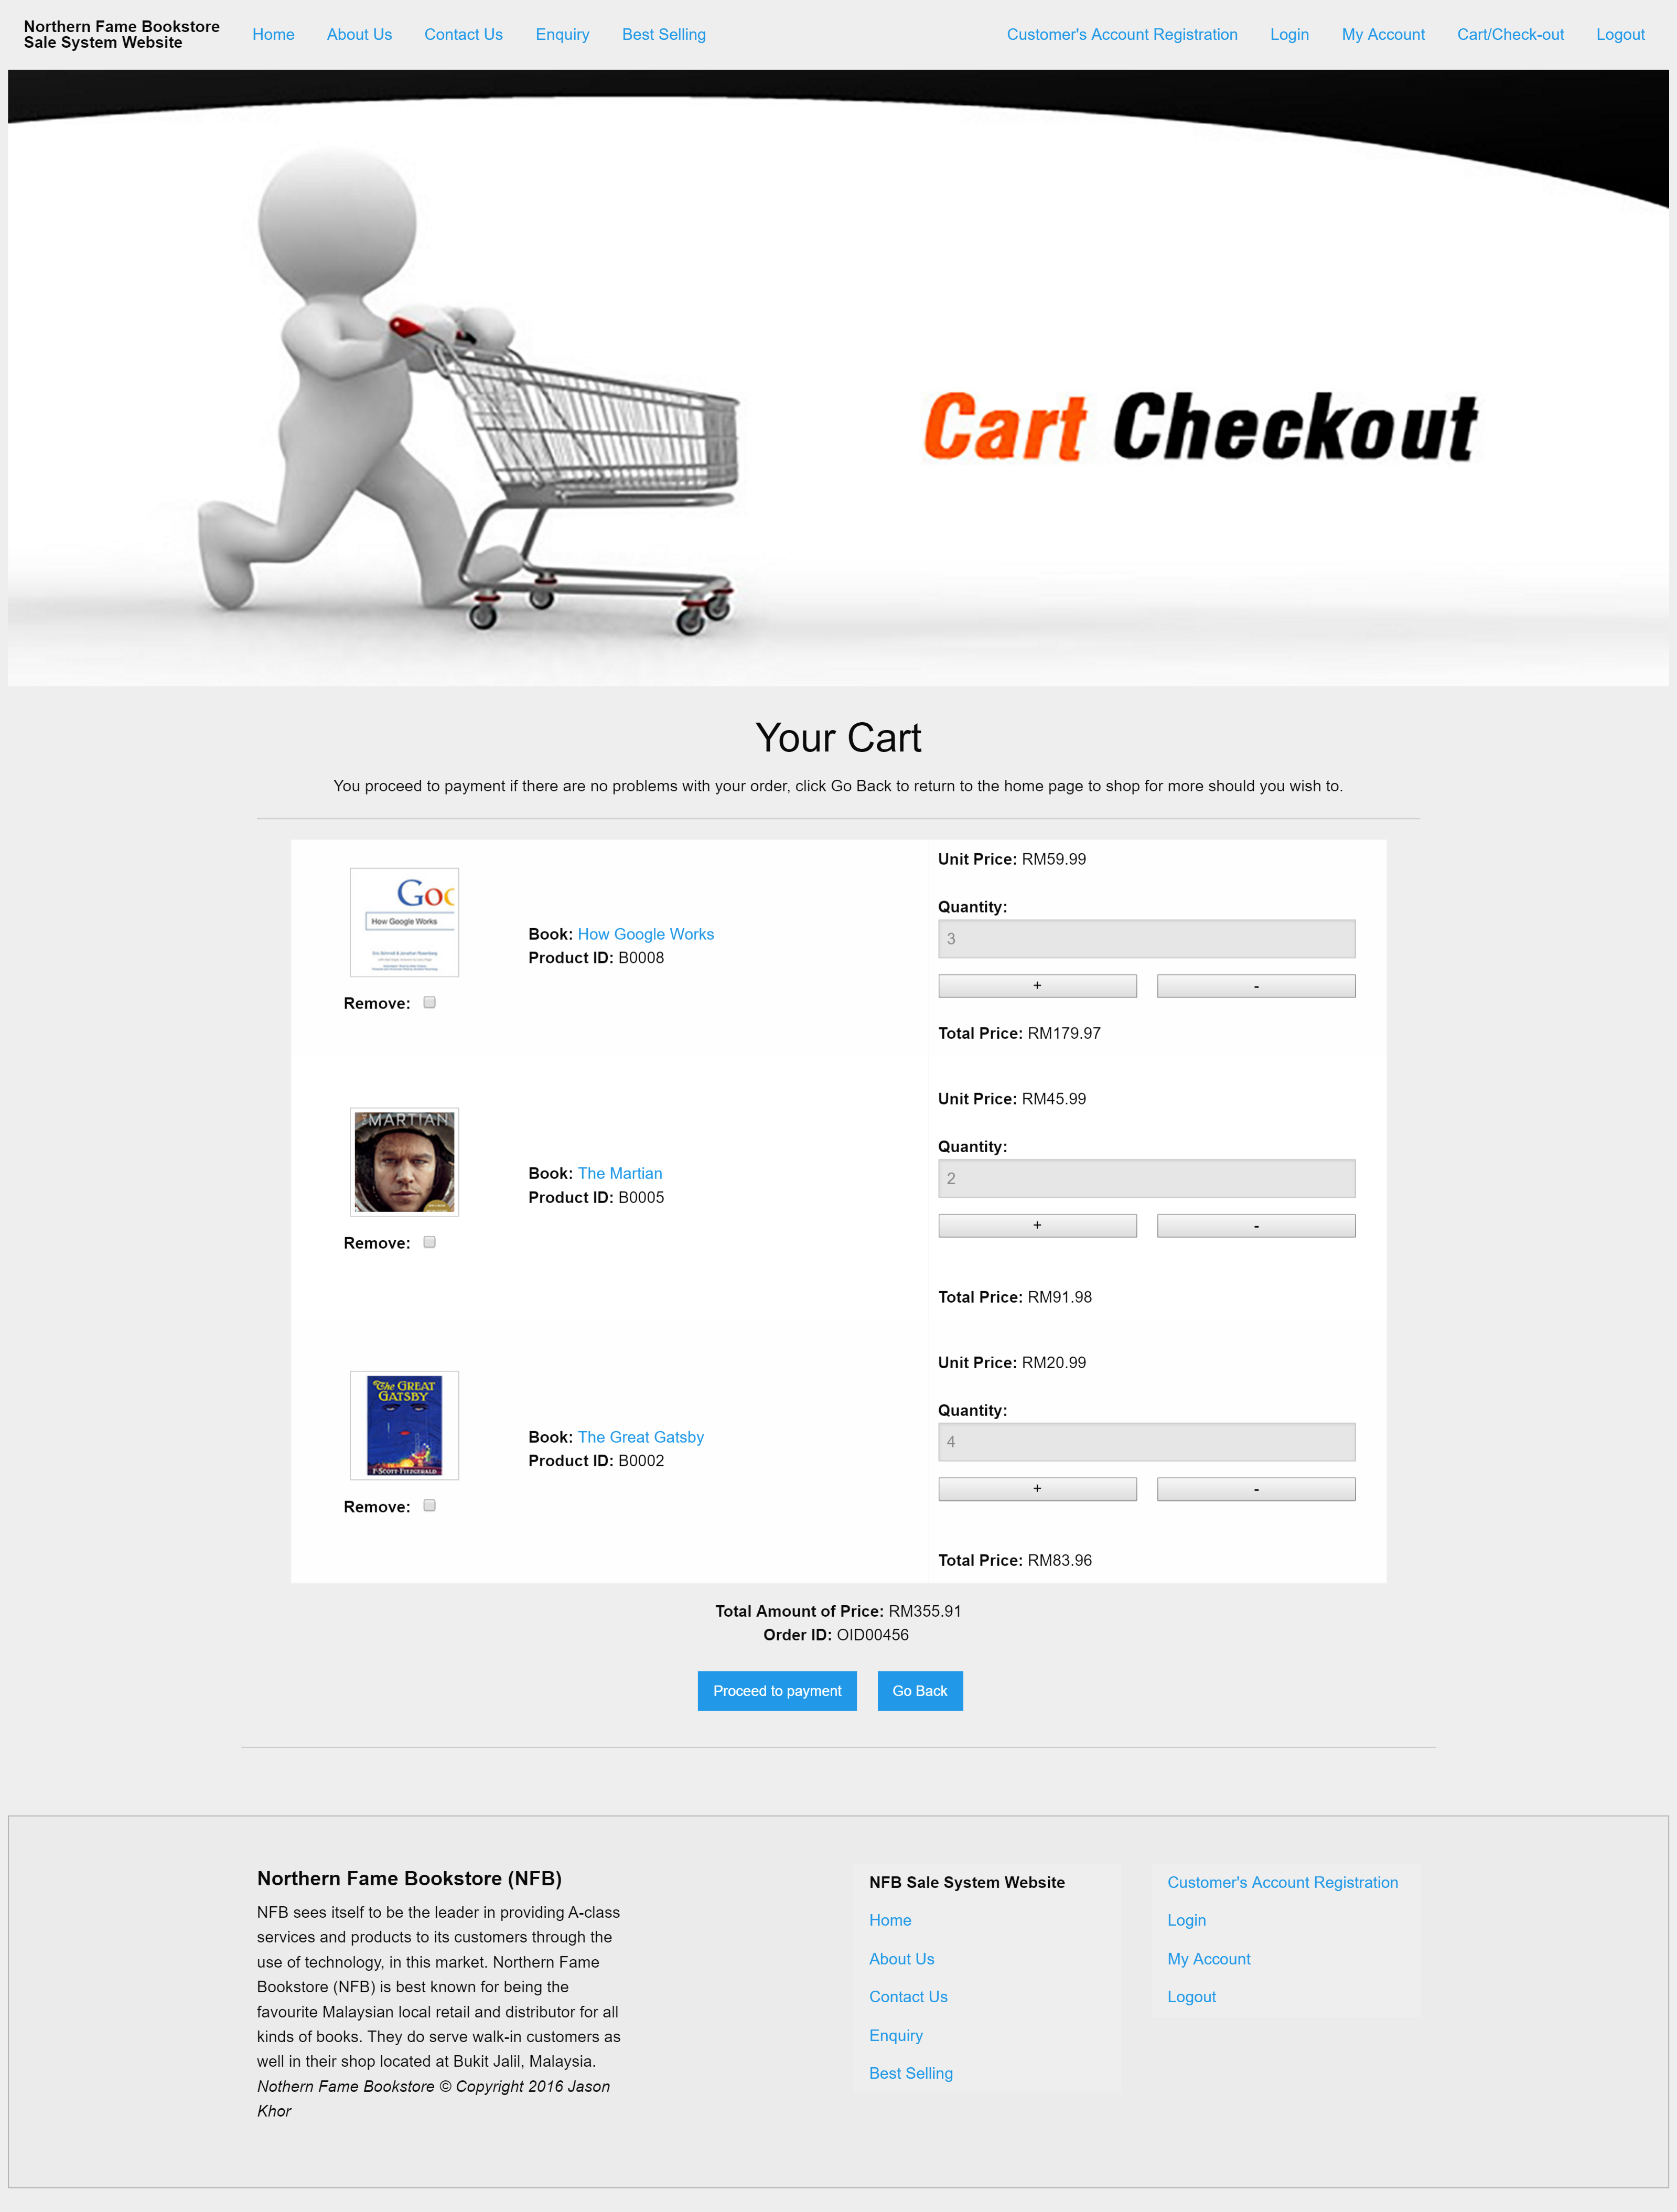 Northern Fame Bookstore
Sale System Website
Home
About Us
Contact Us
Enquiry
Best Selling
Customer's Account Registration
Login
My Account
Cart/Check-out
Logout
Cart Checkout
Your Cart
You proceed to payment if there are no problems with your order, click Go Back to return to the home page to shop for more should you wish to.
Goo
How Google Works
Eric Schmidt & Jonathan Rosenberg
Remove:
Book: How Google Works
Product ID: B0008
Unit Price: RM59.99
Quantity:
3
+
-
Total Price: RM179.97
MARTIAN
Remove:
Book: The Martian
Product ID: B0005
Unit Price: RM45.99
Quantity:
2
+
-
Total Price: RM91.98
The GREAT
GATSBY
F·SCOTT·FITZGERALD
Remove:
Book: The Great Gatsby
Product ID: B0002
Unit Price: RM20.99
Quantity:
4
+
-
Total Price: RM83.96
Total Amount of Price: RM355.91
Order ID: OID00456
Proceed to payment
Go Back
Northern Fame Bookstore (NFB)
NFB sees itself to be the leader in providing A-class
services and products to its customers through the
use of technology, in this market. Northern Fame
Bookstore (NFB) is best known for being the
favourite Malaysian local retail and distributor for all
kinds of books. They do serve walk-in customers as
well in their shop located at Bukit Jalil, Malaysia.
Nothern Fame Bookstore © Copyright 2016 Jason
Khor
NFB Sale System Website
Home
About Us
Contact Us
Enquiry
Best Selling
Customer's Account Registration
Login
My Account
Logout